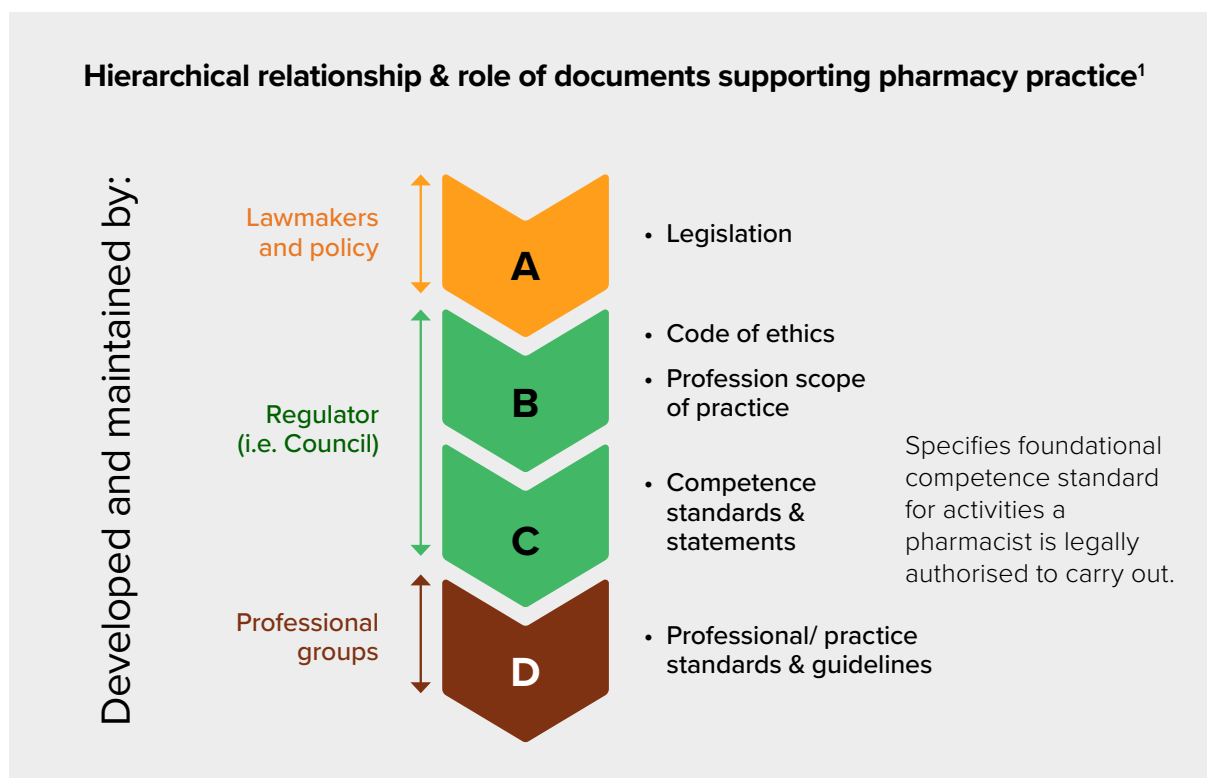 Hierarchical relationship & role of documents supporting pharmacy practice¹
Developed and maintained by:
Lawmakers
and policy
A
• Legislation
Regulator
(i.e. Council)
B
• Code of ethics
• Profession scope
of practice
C
• Competence
standards &
statements
Specifies foundational
competence standard
for activities a
pharmacist is legally
authorised to carry out.
Professional
groups
D
• Professional/ practice
standards & guidelines